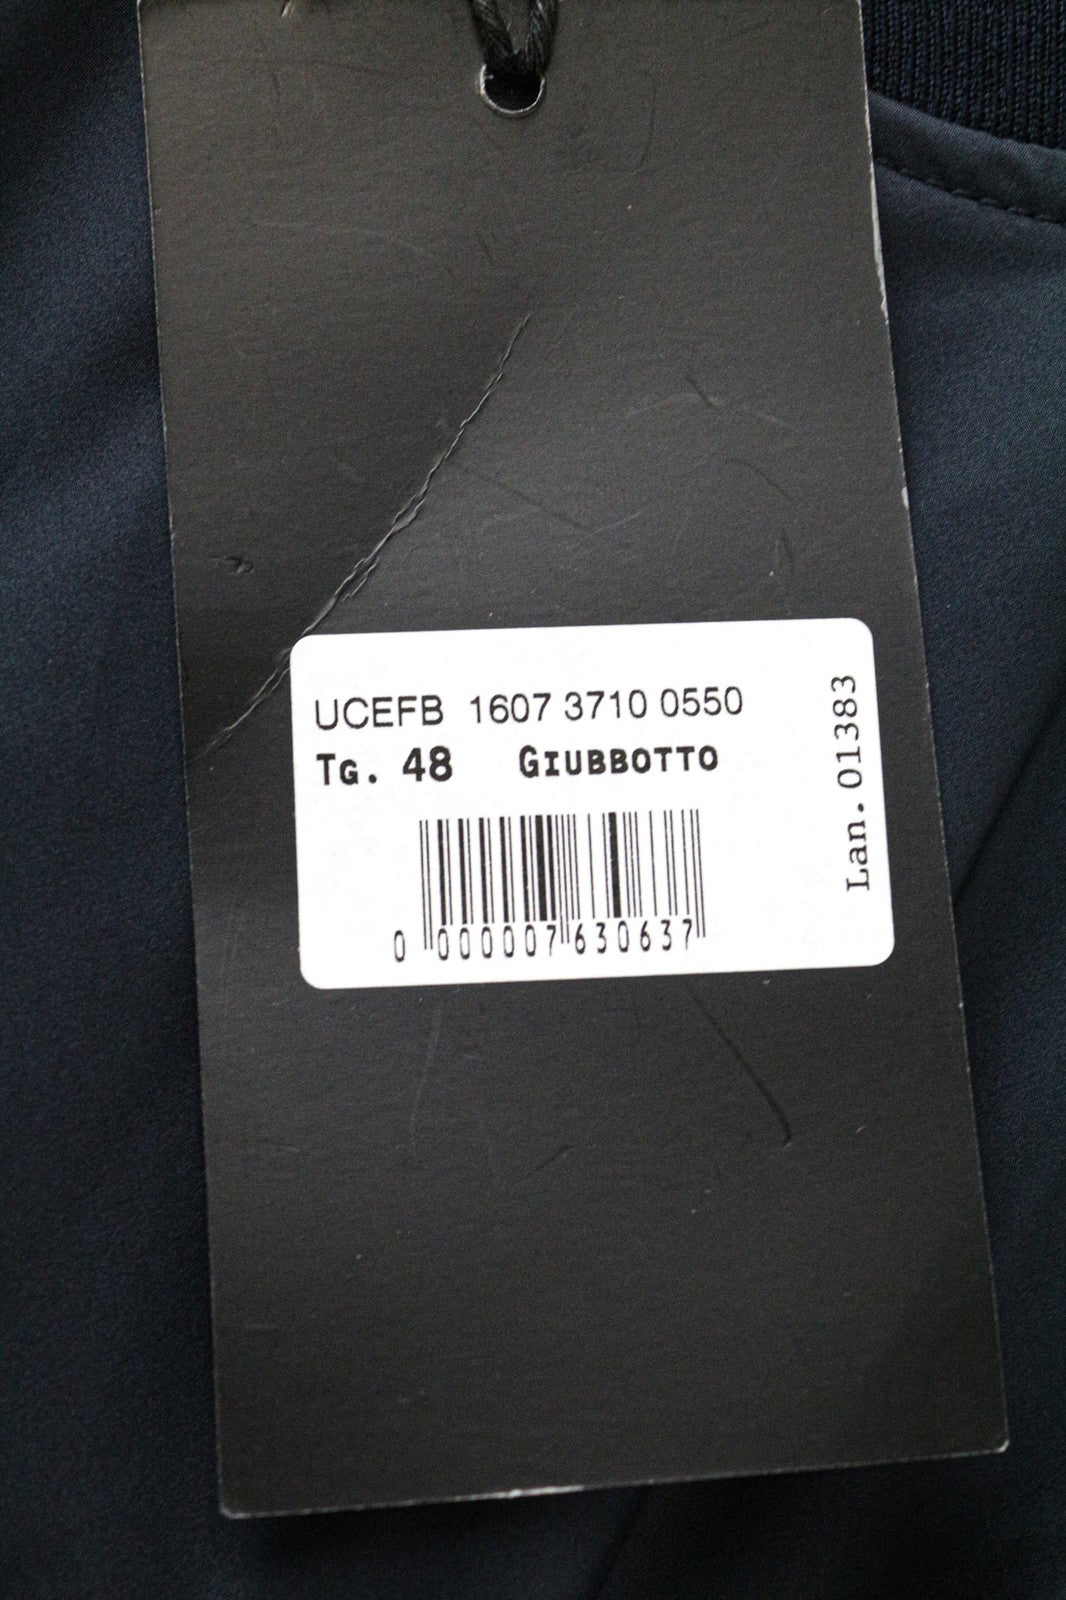 UCEFB 1607 3710 0550
TG. 48 GIUBBOTTO
0 000007 630637
Lan. 01383